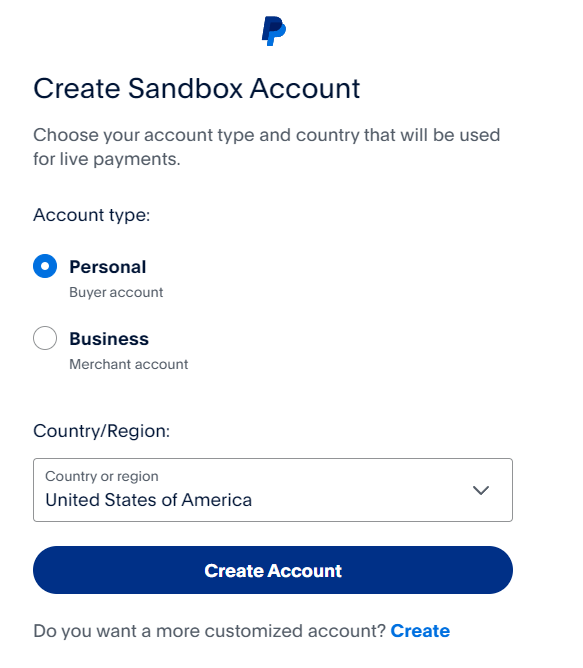 Create Sandbox Account
Choose your account type and country that will be used
for live payments.
Account type:
Personal
Buyer account
Business
Merchant account
Country/Region:
Country or region
United States of America
Create Account
Do you want a more customized account? Create